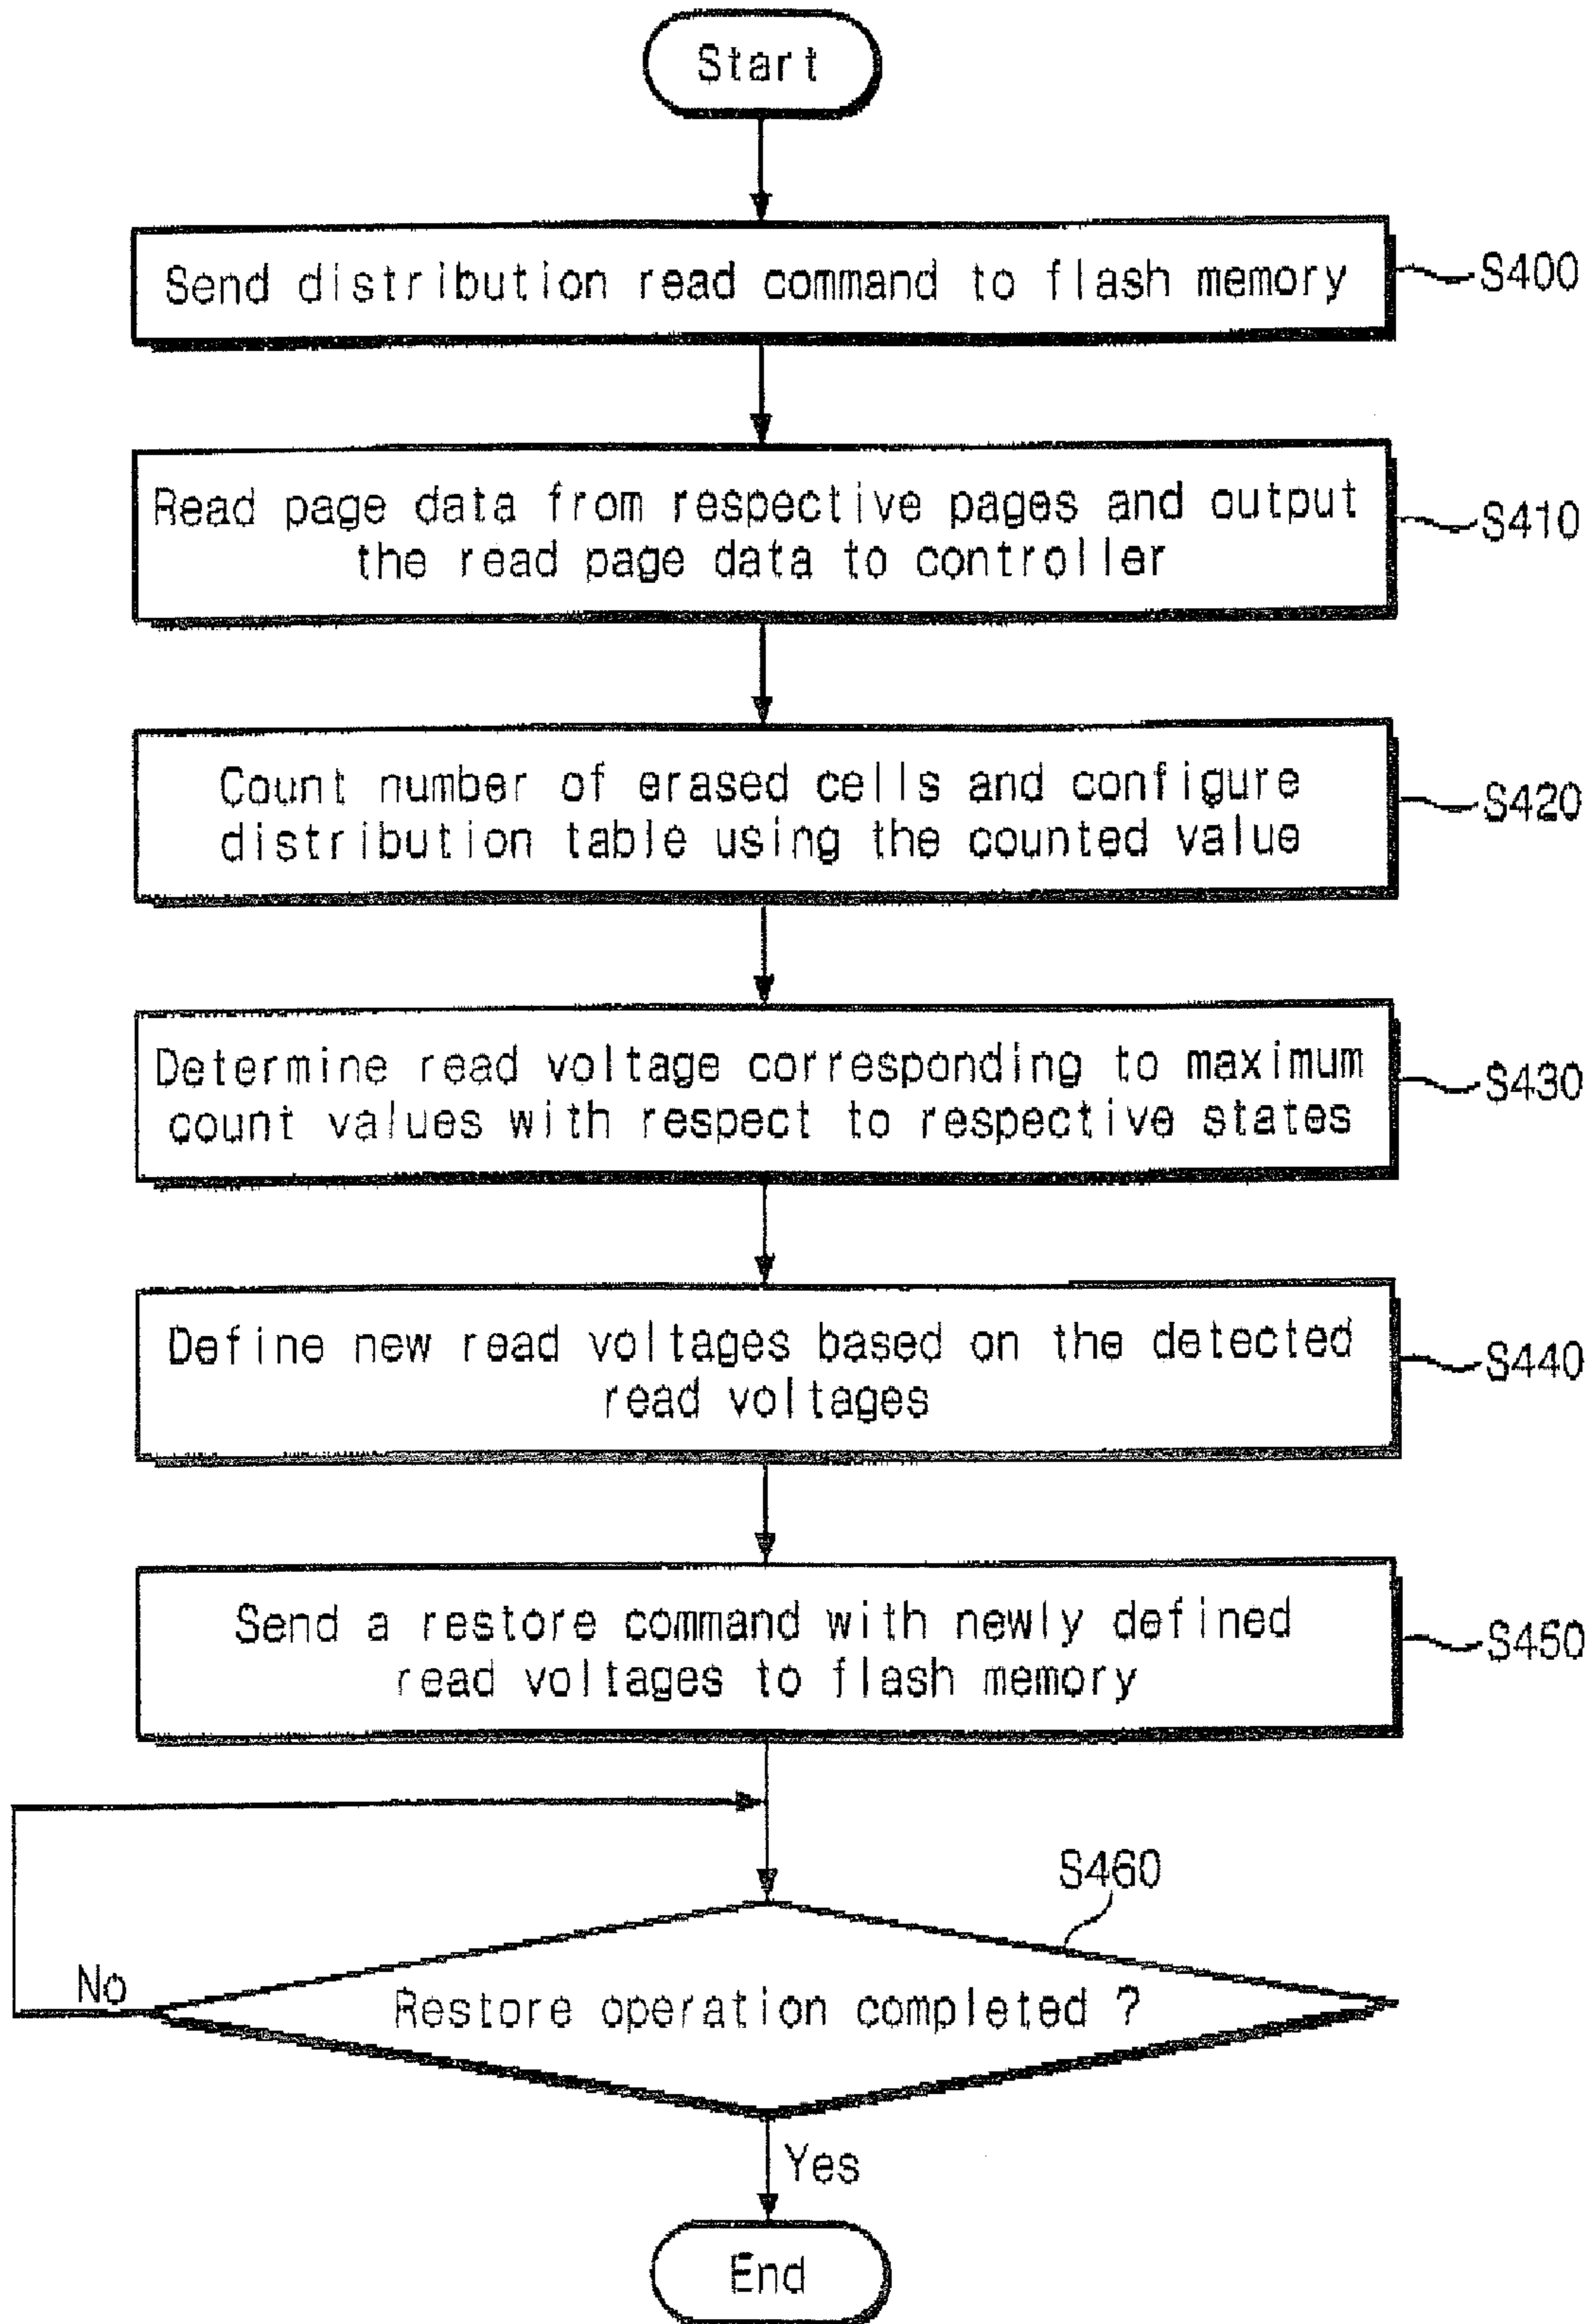 Start
Send distribution read command to flash memory
S400
Read page data from respective pages and output
the read page data to controller
S410
Count number of erased cells and configure
distribution table using the counted value
S420
Determine read voltage corresponding to maximum
count values with respect to respective states
S430
Define new read voltages based on the detected
read voltages
S440
Send a restore command with newly defined
read voltages to flash memory
S450
S460
No
Restore operation completed ?
Yes
End